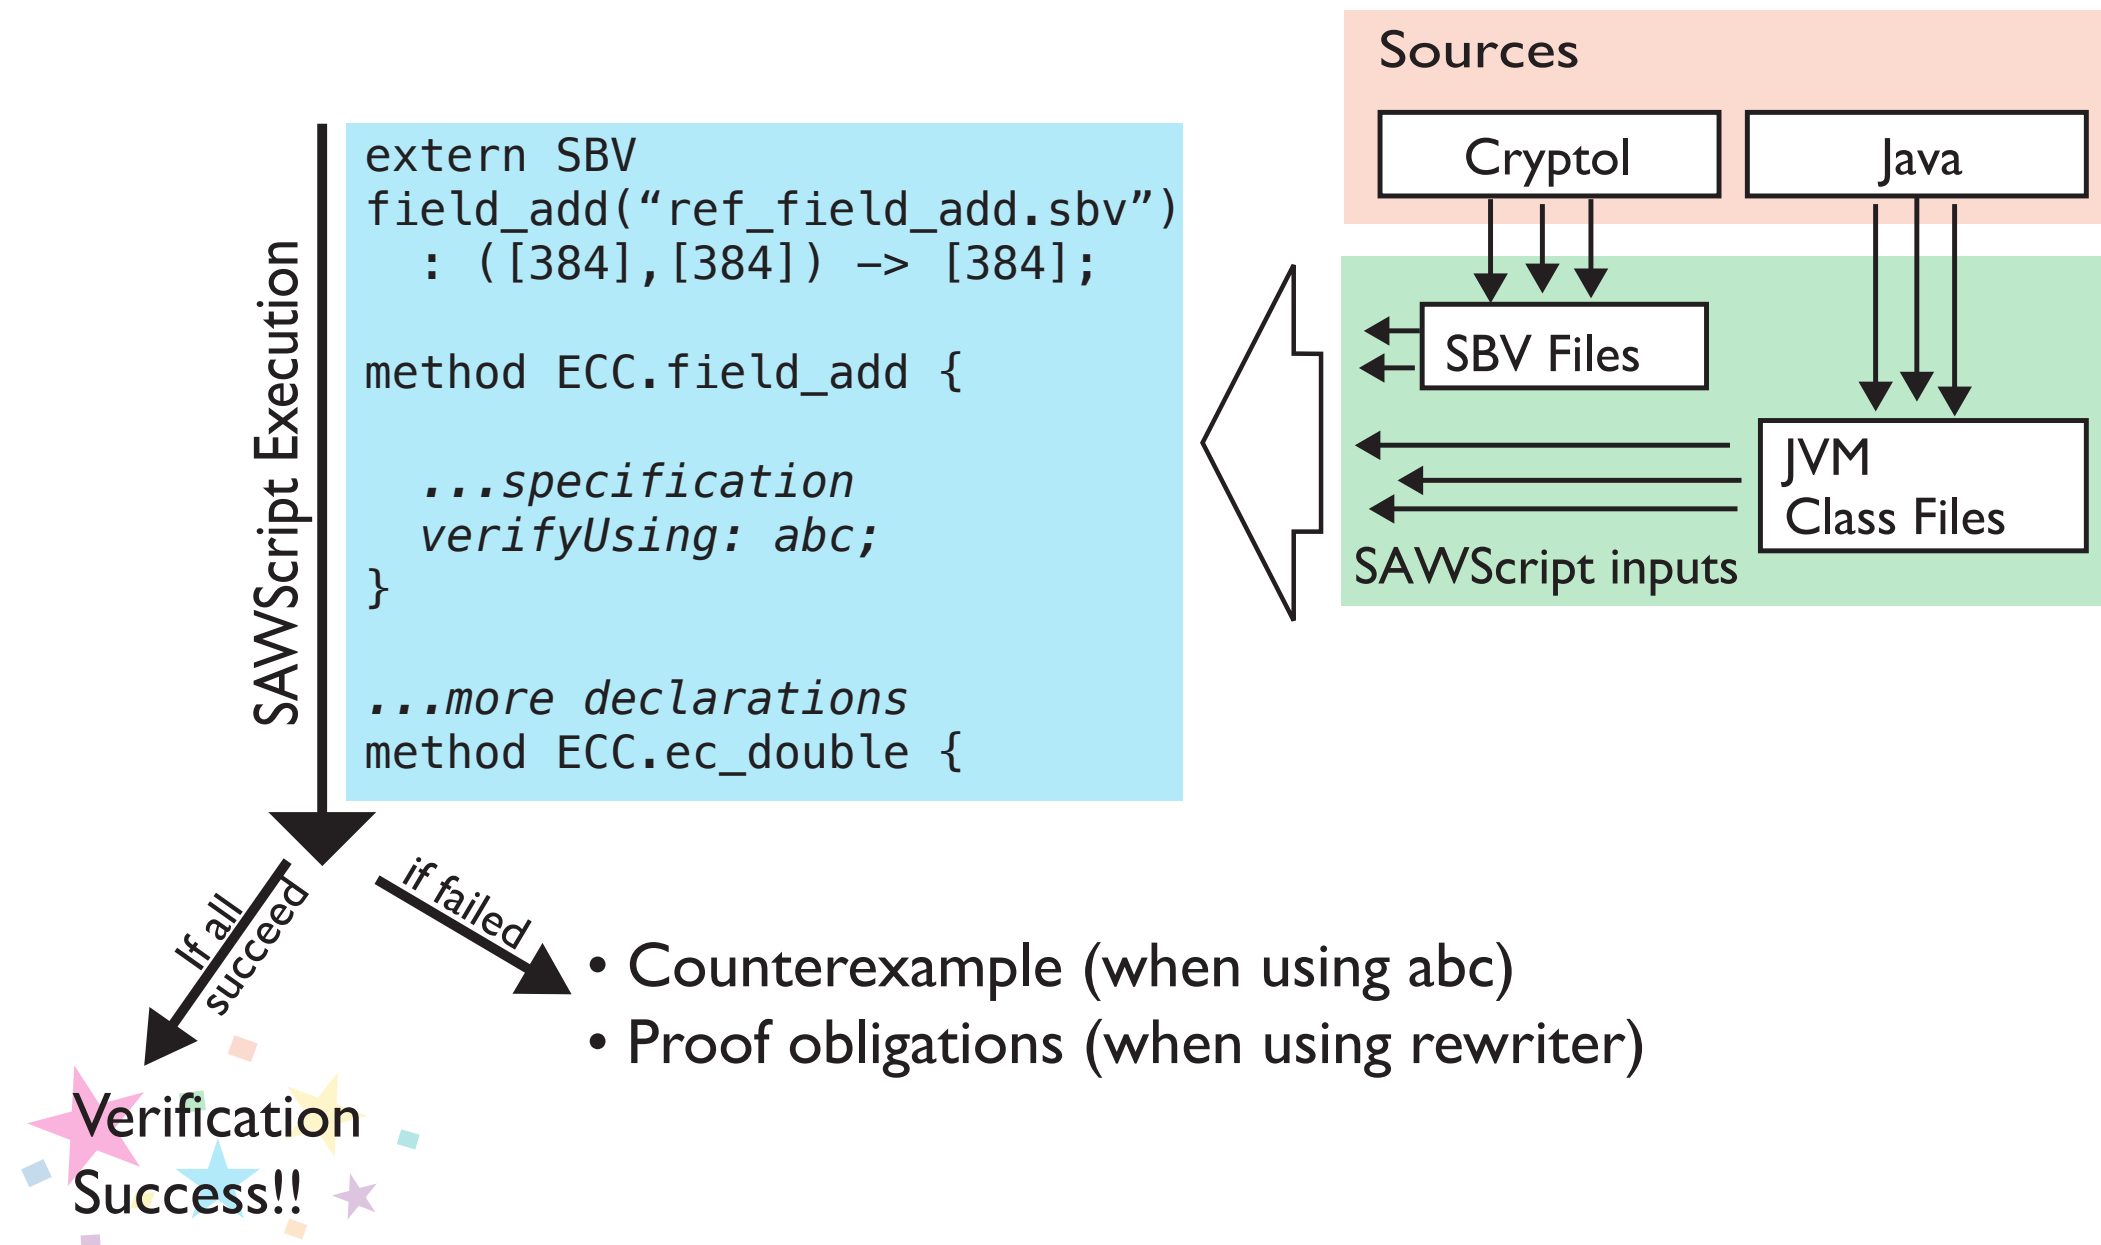 Sources
Cryptol
Java
SBV Files
JVM
Class Files
SAWScript inputs
SAWScript Execution
extern SBV
field_add(“ref_field_add.sbv”)
: ([384],[384]) –> [384];
method ECC.field_add {
...specification
verifyUsing: abc;
}
...more declarations
method ECC.ec_double {
If all
succeed
if failed
• Counterexample (when using abc)
• Proof obligations (when using rewriter)
Verification
Success!!